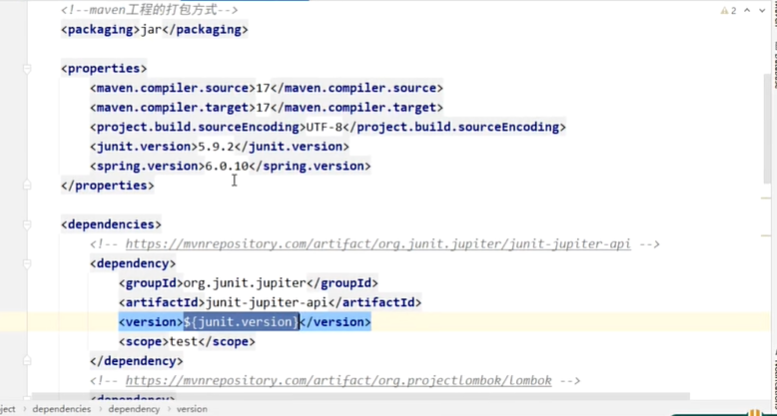 <!--maven工程的打包方式-->
2
<packaging>jar</packaging>
<properties>
<maven.compiler.source>17</maven.compiler.source>
<maven.compiler.target>17</maven.compiler.target>
<project.build.sourceEncoding>UTF-8</project.build.sourceEncoding>
<junit.version>5.9.2</junit.version>
<spring.version>6.0.10</spring.version>
</properties>
<dependencies>
<!-- https://mvnrepository.com/artifact/org.junit.jupiter/junit-jupiter-api -->
<dependency>
<groupId>org.junit.jupiter</groupId>
<artifactId>junit-jupiter-api</artifactId>
<version>${junit.version}</version>
<scope>test</scope>
</dependency>
<!-- https://mvnrepository.com/artifact/org.projectlombok/lombok -->
<dependency>
ject › dependencies › dependency › version